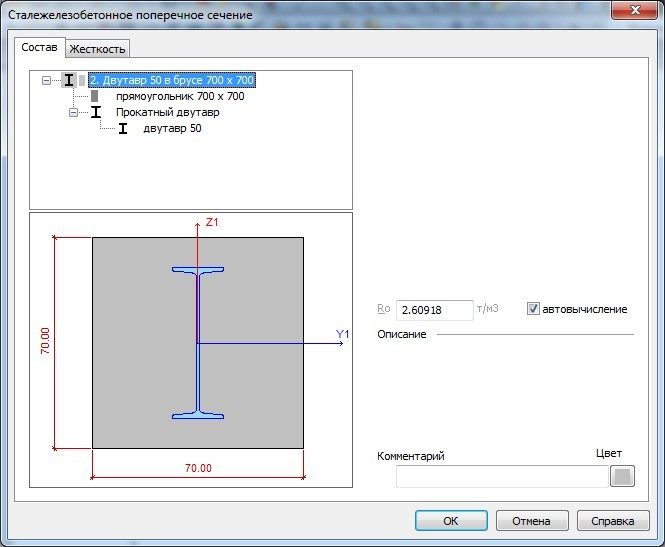 Сталежелезобетонное поперечное сечение
Состав
Жесткость
2. Двутавр 50 в брусе 700 x 700
прямоугольник 700 x 700
Прокатный двутавр
двутавр 50
Z1
Y1
70.00
70.00
Ro 2.60918 т/м3
автовычисление
Описание
Комментарий
Цвет
OK
Отмена
Справка